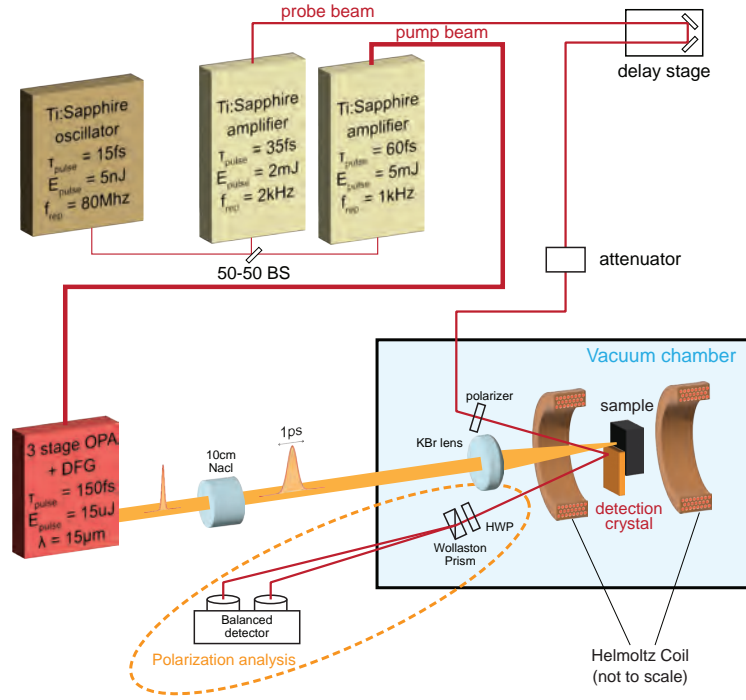 probe beam
pump beam
delay stage
Ti:Sapphire
oscillator
τpulse = 15fs
Epulse = 5nJ
frep = 80Mhz
Ti:Sapphire
amplifier
τpulse = 35fs
Epulse = 2mJ
frep = 2kHz
Ti:Sapphire
amplifier
τpulse = 60fs
Epulse = 5mJ
frep = 1kHz
50-50 BS
attenuator
Vacuum chamber
polarizer
sample
KBr lens
1ps
10cm
Nacl
3 stage OPA
+ DFG
τpulse = 150fs
Epulse = 15uJ
λ = 15μm
detection
crystal
HWP
Wollaston
Prism
Balanced
detector
Polarization analysis
Helmoltz Coil
(not to scale)